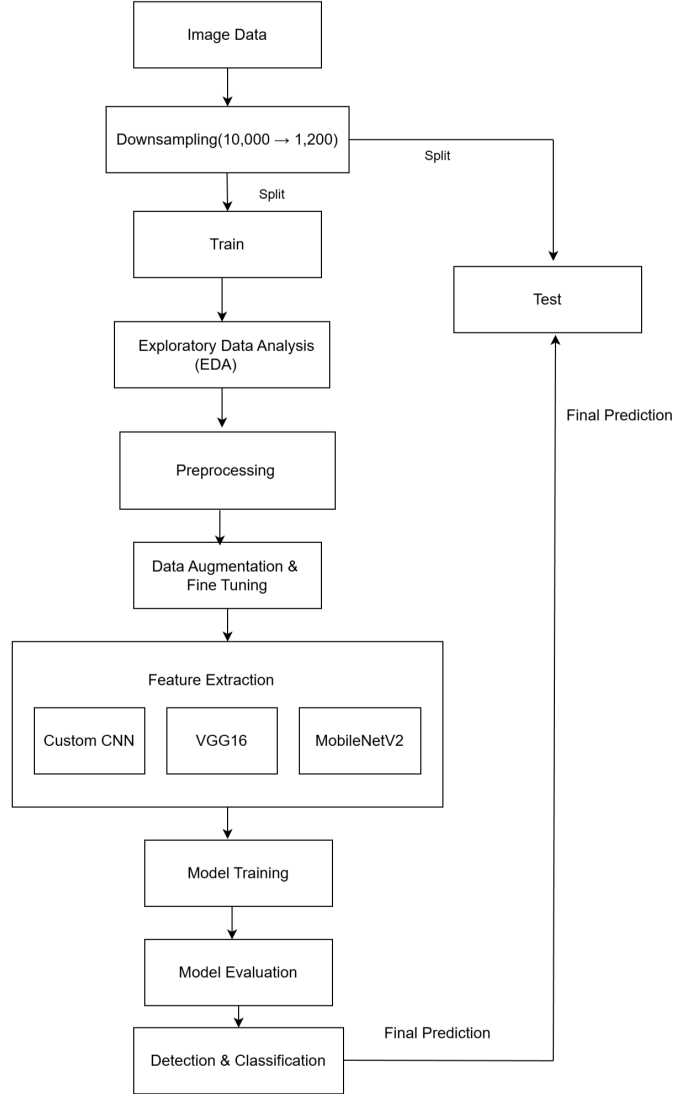 Image Data
Downsampling(10,000 → 1,200)
Split
Split
Train
Test
Exploratory Data Analysis
(EDA)
Final Prediction
Preprocessing
Data Augmentation &
Fine Tuning
Feature Extraction
Custom CNN
VGG16
MobileNetV2
Model Training
Model Evaluation
Final Prediction
Detection & Classification